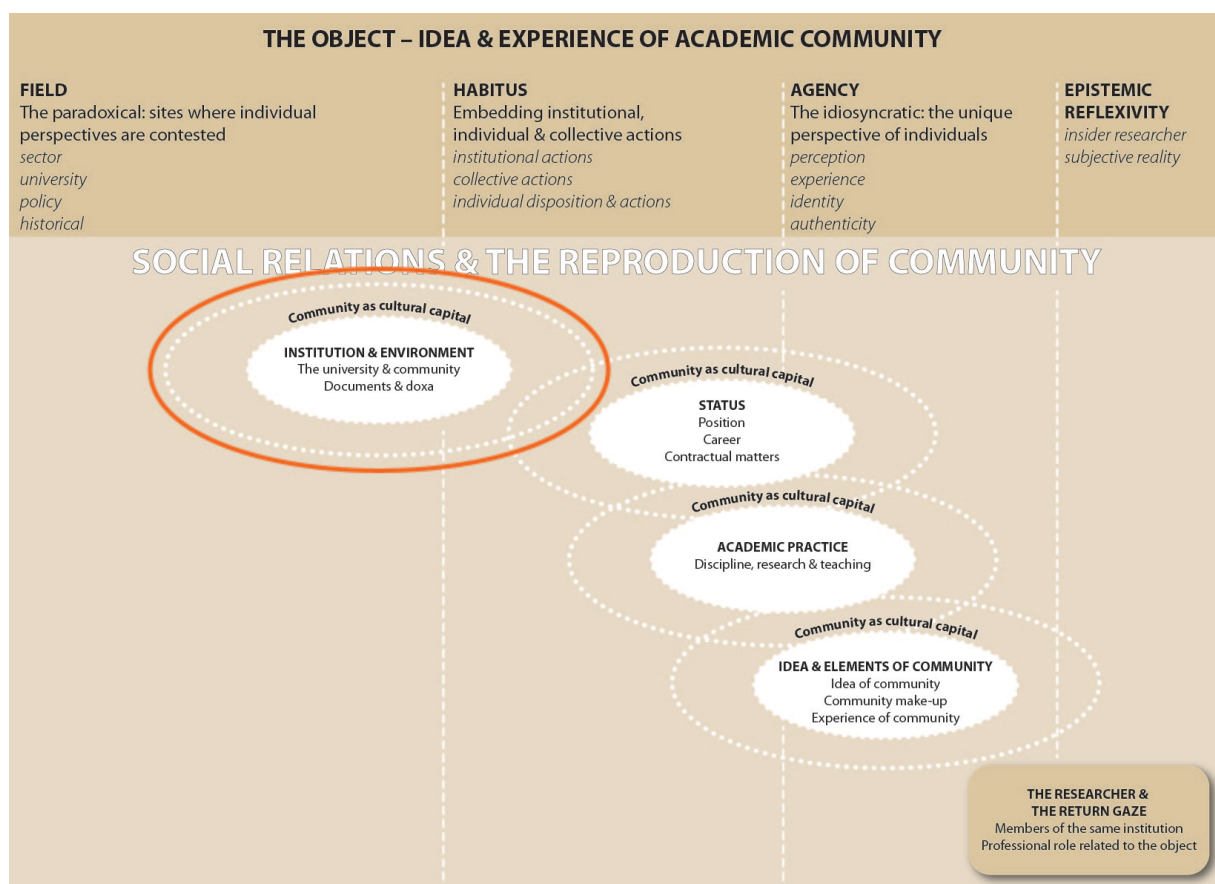 THE OBJECT – IDEA & EXPERIENCE OF ACADEMIC COMMUNITY
FIELD
The paradoxical: sites where individual
perspectives are contested
sector
university
policy
historical
HABITUS
Embedding institutional,
individual & collective actions
institutional actions
collective actions
individual disposition & actions
AGENCY
The idiosyncratic: the unique
perspective of individuals
perception
experience
identity
authenticity
EPISTEMIC
REFLEXIVITY
insider researcher
subjective reality
SOCIAL RELATIONS & THE REPRODUCTION OF COMMUNITY
Community as cultural capital
INSTITUTION & ENVIRONMENT
The university & community
Documents & doxa
Community as cultural capital
STATUS
Position
Career
Contractual matters
Community as cultural capital
ACADEMIC PRACTICE
Discipline, research & teaching
Community as cultural capital
IDEA & ELEMENTS OF COMMUNITY
Idea of community
Community make-up
Experience of community
THE RESEARCHER &
THE RETURN GAZE
Members of the same institution
Professional role related to the object